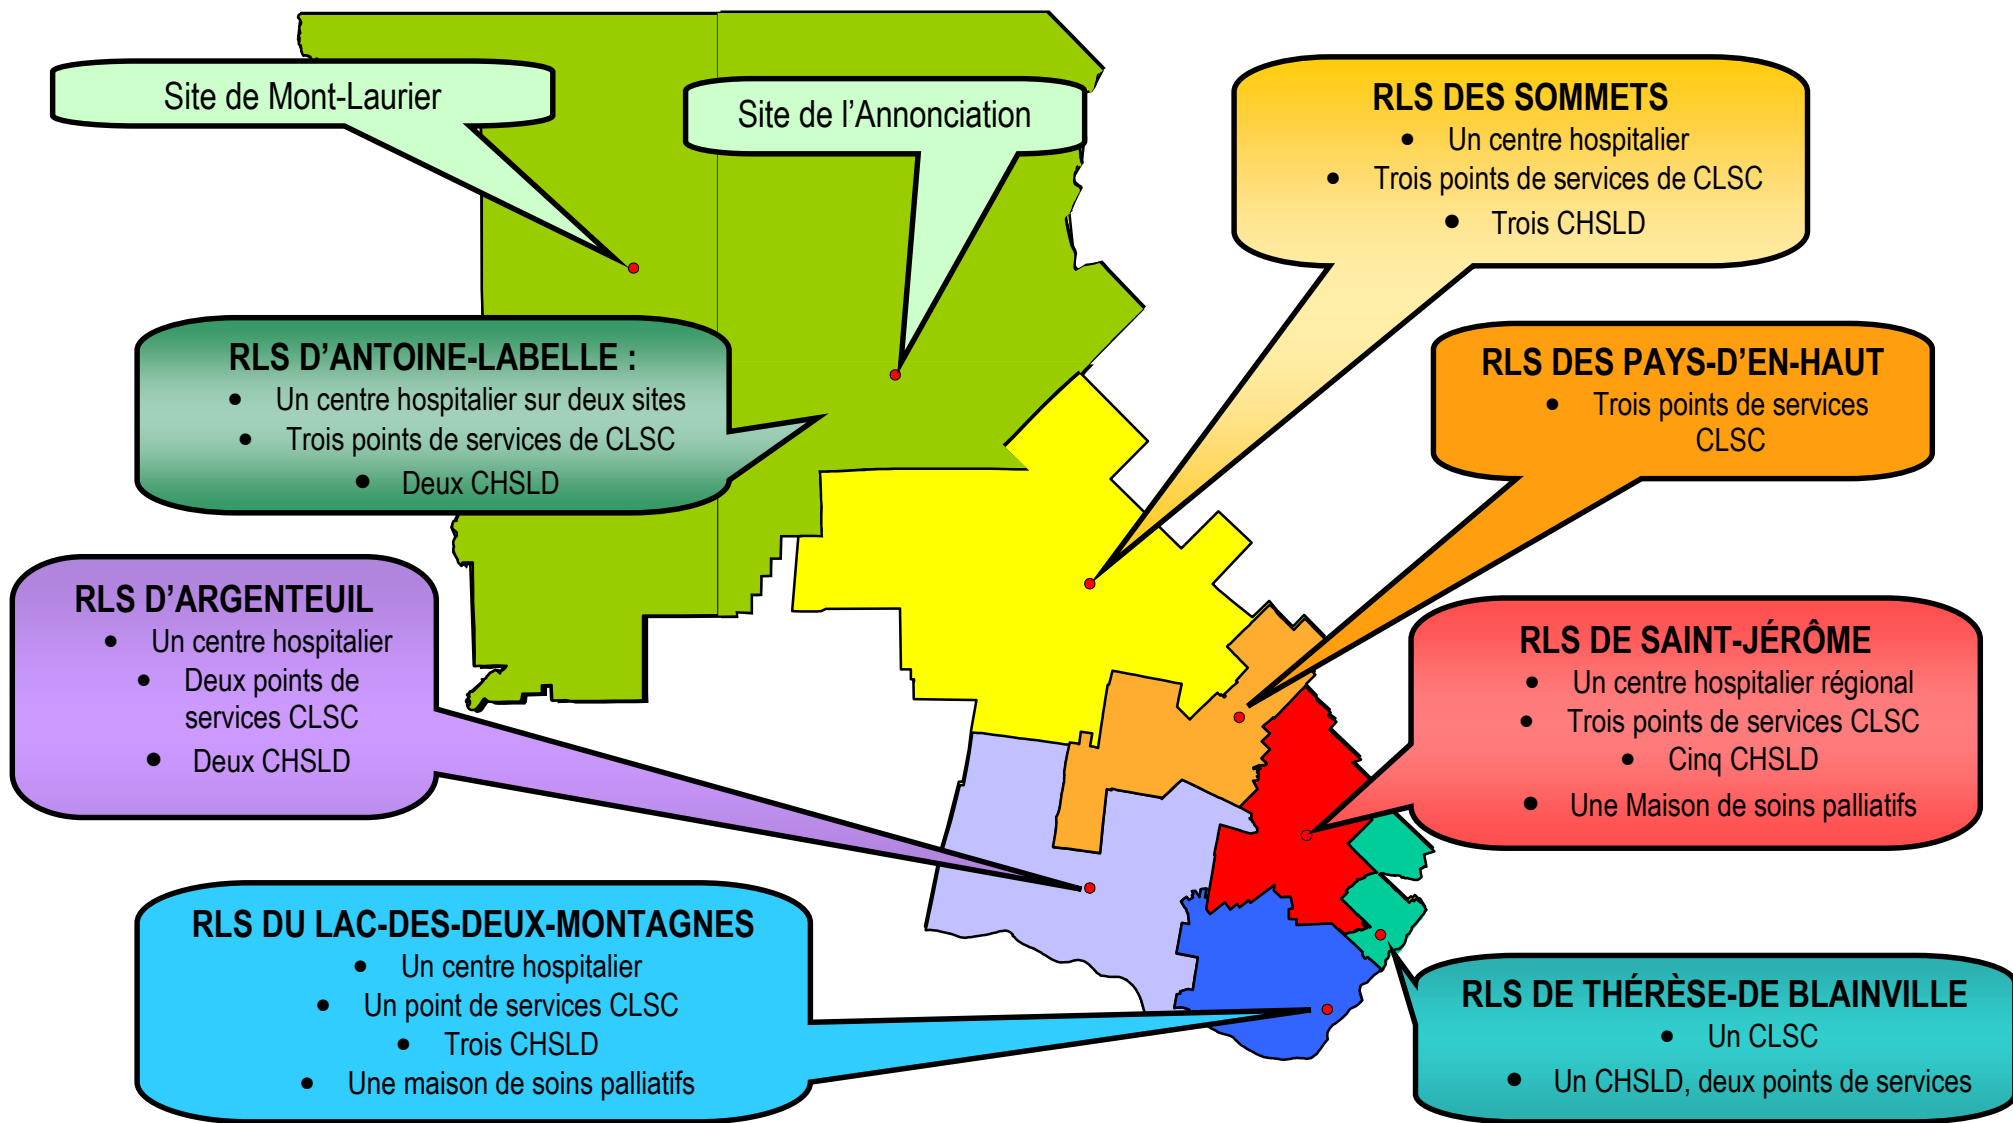 Site de Mont-Laurier
Site de l'Annonciation
RLS DES SOMMETS
• Un centre hospitalier
• Trois points de services de CLSC
• Trois CHSLD
RLS D'ANTOINE-LABELLE :
• Un centre hospitalier sur deux sites
• Trois points de services de CLSC
• Deux CHSLD
RLS DES PAYS-D'EN-HAUT
• Trois points de services
CLSC
RLS D'ARGENTEUIL
• Un centre hospitalier
• Deux points de
services CLSC
• Deux CHSLD
RLS DE SAINT-JÉRÔME
• Un centre hospitalier régional
• Trois points de services CLSC
• Cinq CHSLD
• Une Maison de soins palliatifs
RLS DU LAC-DES-DEUX-MONTAGNES
• Un centre hospitalier
• Un point de services CLSC
• Trois CHSLD
• Une maison de soins palliatifs
RLS DE THÉRÈSE-DE BLAINVILLE
• Un CLSC
• Un CHSLD, deux points de services